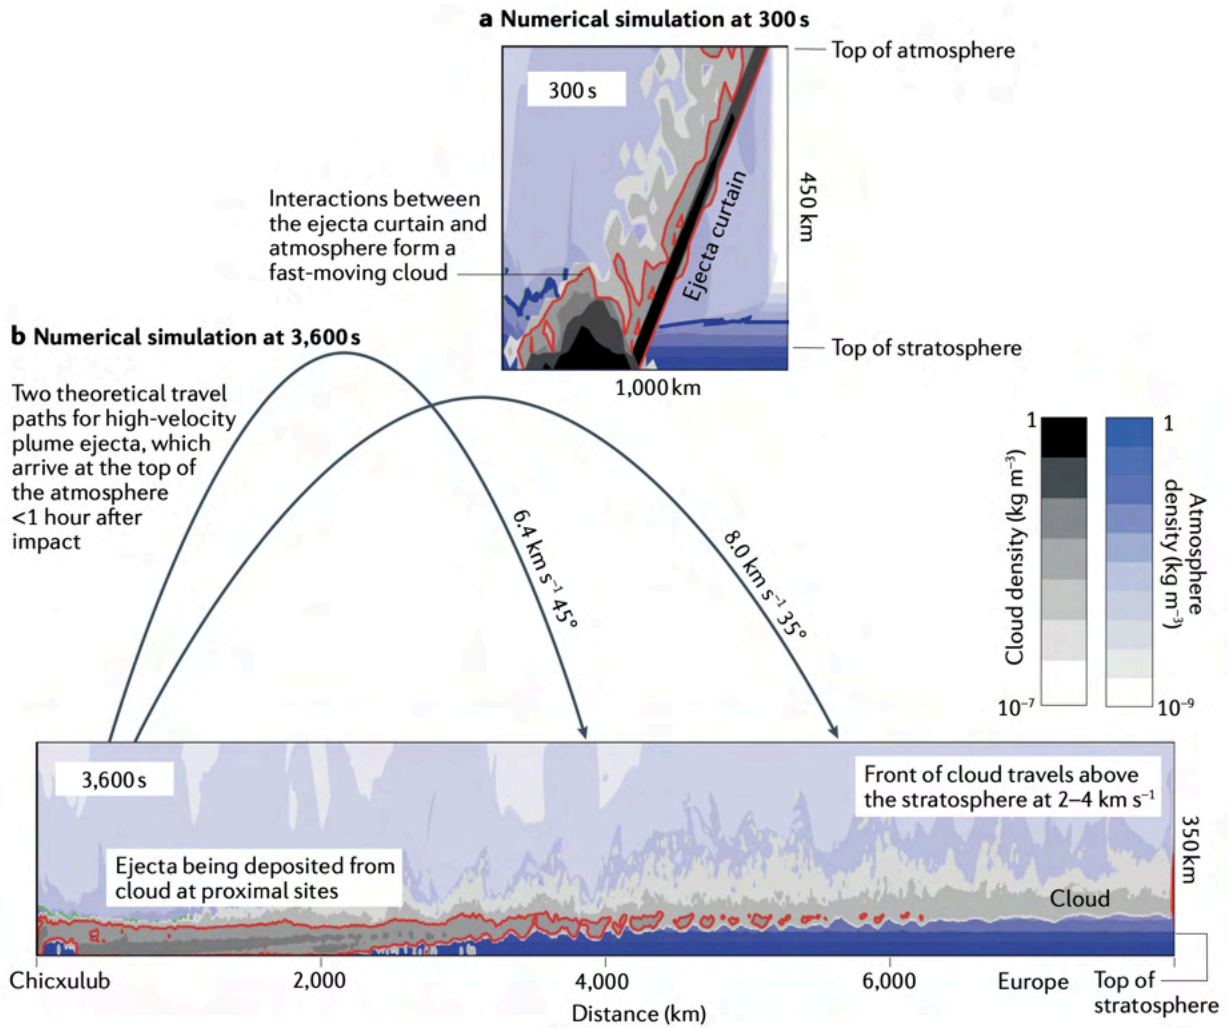 a Numerical simulation at 300 s
Top of atmosphere
300 s
450 km
Ejecta curtain
Interactions between
the ejecta curtain and
atmosphere form a
fast-moving cloud
Top of stratosphere
1,000 km
b Numerical simulation at 3,600 s
Two theoretical travel
paths for high-velocity
plume ejecta, which
arrive at the top of
the atmosphere
<1 hour after
impact
6.4 km s⁻¹ 45°
8.0 km s⁻¹ 35°
1
Cloud density (kg m⁻³)
10⁻⁷
1
Atmosphere
density (kg m⁻³)
10⁻⁹
3,600 s
Front of cloud travels above
the stratosphere at 2–4 km s⁻¹
350 km
Ejecta being deposited from
cloud at proximal sites
Cloud
Chicxulub
2,000
4,000
6,000
Europe
Top of
stratosphere
Distance (km)